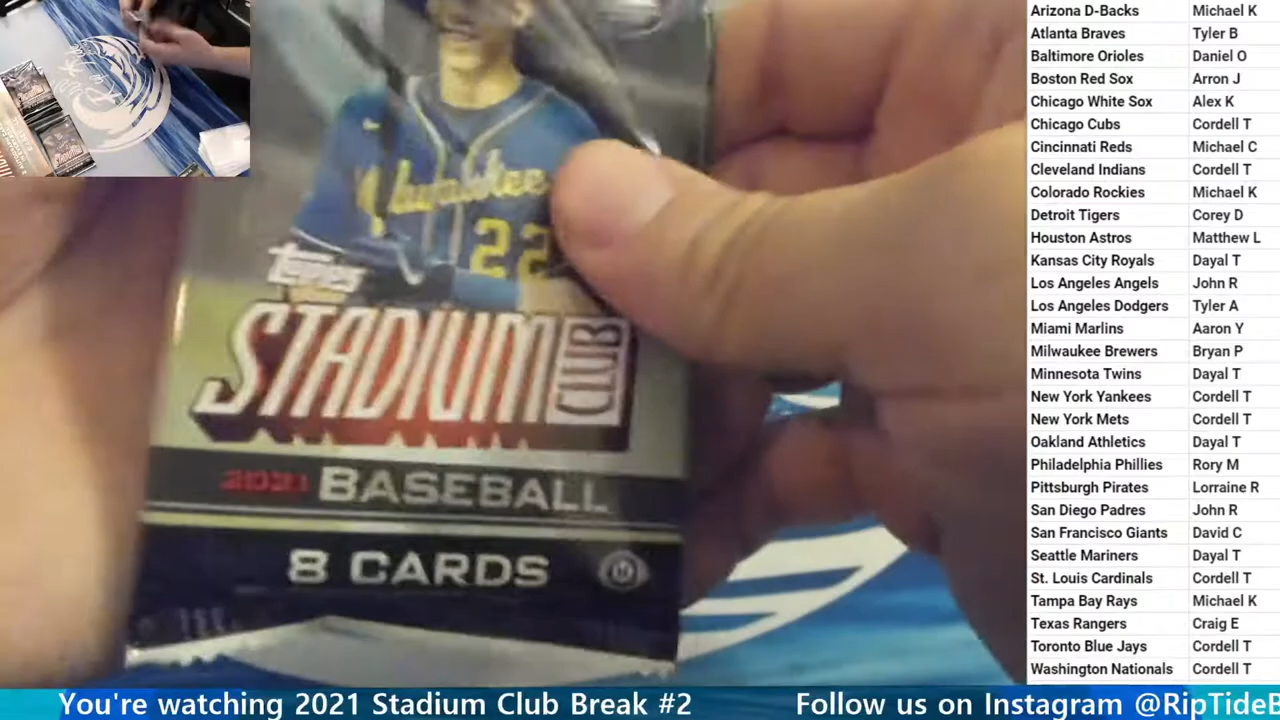 Milwaukee
22
topps
STADIUM
CLUB
2021 BASEBALL
8 CARDS
Arizona D-Backs Michael K
Atlanta Braves Tyler B
Baltimore Orioles Daniel O
Boston Red Sox Arron J
Chicago White Sox Alex K
Chicago Cubs Cordell T
Cincinnati Reds Michael C
Cleveland Indians Cordell T
Colorado Rockies Michael K
Detroit Tigers Corey D
Houston Astros Matthew L
Kansas City Royals Dayal T
Los Angeles Angels John R
Los Angeles Dodgers Tyler A
Miami Marlins Aaron Y
Milwaukee Brewers Bryan P
Minnesota Twins Dayal T
New York Yankees Cordell T
New York Mets Cordell T
Oakland Athletics Dayal T
Philadelphia Phillies Rory M
Pittsburgh Pirates Lorraine R
San Diego Padres John R
San Francisco Giants David C
Seattle Mariners Dayal T
St. Louis Cardinals Cordell T
Tampa Bay Rays Michael K
Texas Rangers Craig E
Toronto Blue Jays Cordell T
Washington Nationals Cordell T
You're watching 2021 Stadium Club Break #2 Follow us on Instagram @RipTideB